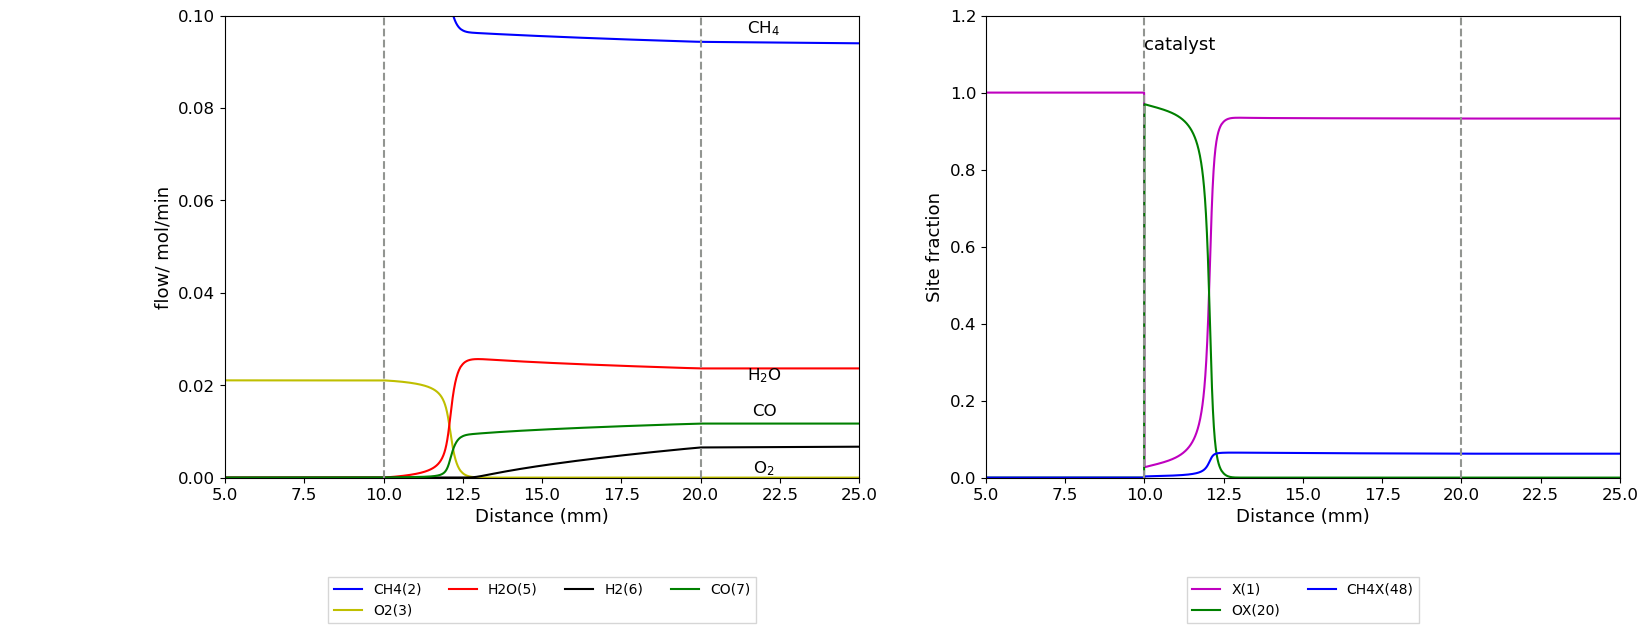 0.10
0.08
0.06
0.04
0.02
0.00
flow/ mol/min
5.0 7.5 10.0 12.5 15.0 17.5 20.0 22.5 25.0
Distance (mm)
CH₄
H₂O
CO
O₂
CH4(2) H2O(5) H2(6) CO(7)
O2(3)
1.2
1.0
0.8
0.6
0.4
0.2
0.0
Site fraction
catalyst
5.0 7.5 10.0 12.5 15.0 17.5 20.0 22.5 25.0
Distance (mm)
X(1) CH4X(48)
OX(20)